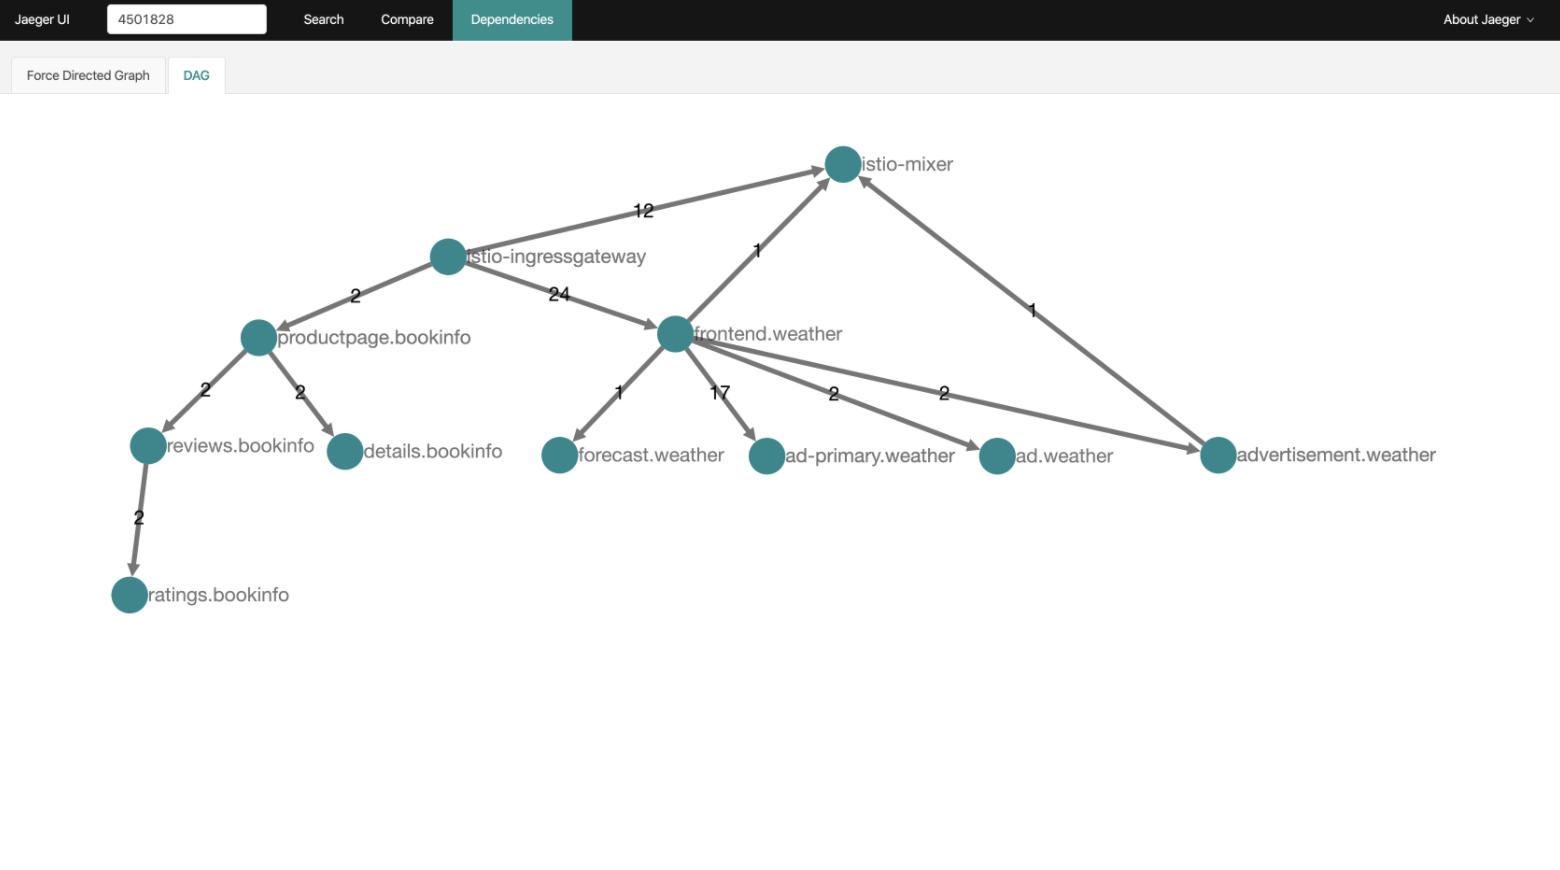 Jaeger UI 4501828 Search Compare Dependencies About Jaeger
Force Directed Graph DAG
istio-mixer
12
1
istio-ingressgateway
2
24
1
productpage.bookinfo
frontend.weather
2
2
1
17
2
2
reviews.bookinfo
details.bookinfo
forecast.weather
ad-primary.weather
ad.weather
advertisement.weather
2
ratings.bookinfo